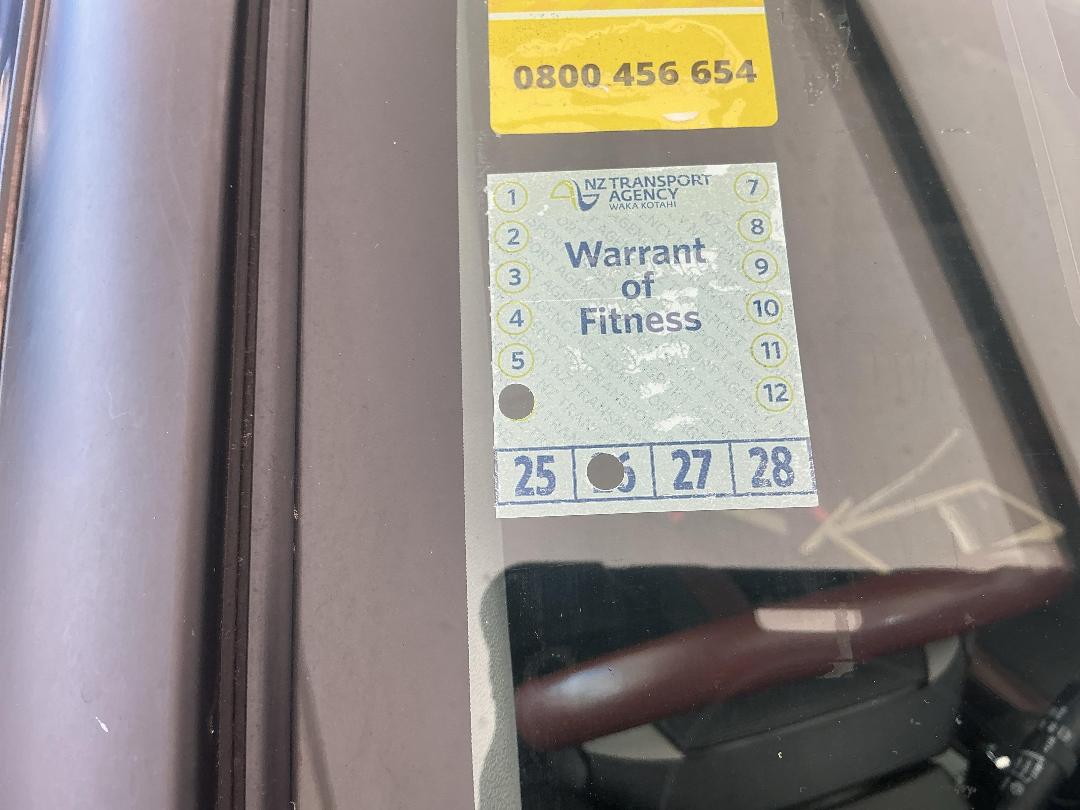 0800 456 654
NZ TRANSPORT
AGENCY
WAKA KOTAHI
Warrant
of
Fitness
1
2
3
4
5
7
8
9
10
11
12
25 6 27 28